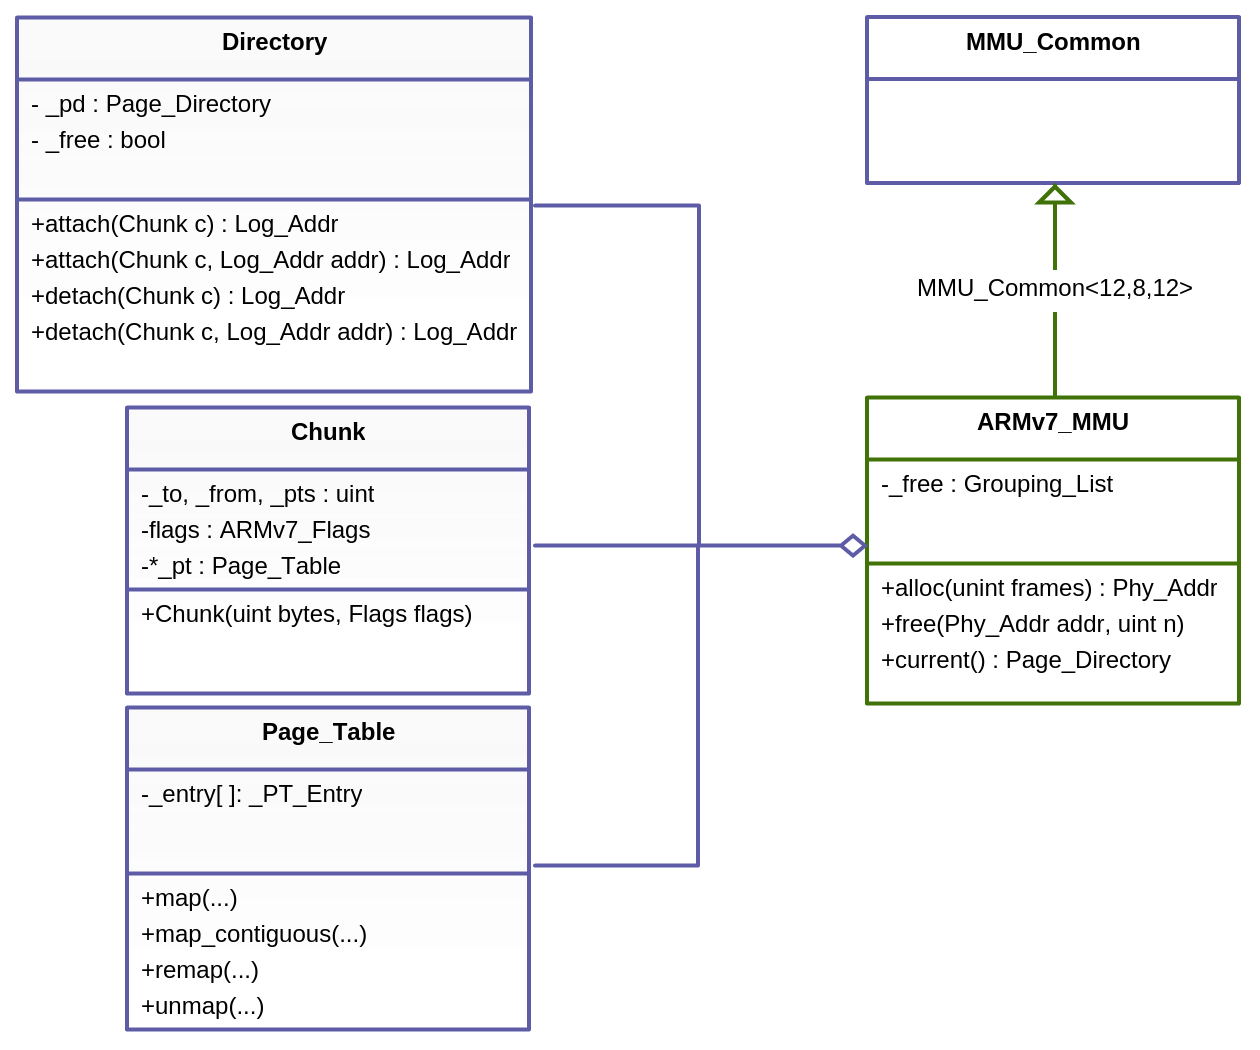 Directory
- _pd : Page_Directory
- _free : bool
+attach(Chunk c) : Log_Addr
+attach(Chunk c, Log_Addr addr) : Log_Addr
+detach(Chunk c) : Log_Addr
+detach(Chunk c, Log_Addr addr) : Log_Addr
Chunk
-_to, _from, _pts : uint
-flags : ARMv7_Flags
-*_pt : Page_Table
+Chunk(uint bytes, Flags flags)
Page_Table
-_entry[ ]: _PT_Entry
+map(...)
+map_contiguous(...)
+remap(...)
+unmap(...)
MMU_Common
MMU_Common<12,8,12>
ARMv7_MMU
-_free : Grouping_List
+alloc(unint frames) : Phy_Addr
+free(Phy_Addr addr, uint n)
+current() : Page_Directory